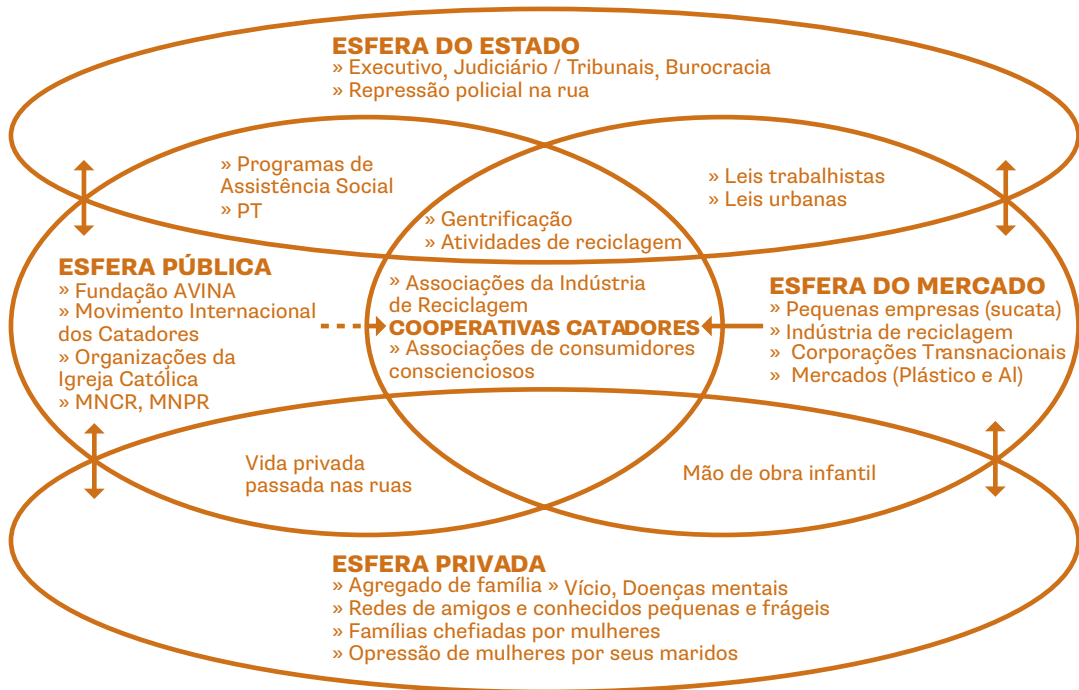 ESFERA DO ESTADO
» Executivo, Judiciário / Tribunais, Burocracia
» Repressão policial na rua
» Programas de
Assistência Social
» PT
» Leis trabalhistas
» Leis urbanas
» Gentrificação
» Atividades de reciclagem
ESFERA PÚBLICA
» Fundação AVINA
» Movimento Internacional
dos Catadores
» Organizações da
Igreja Católica
» MNCR, MNPR
» Associações da Indústria
de Reciclagem
COOPERATIVAS CATADORES
» Associações de consumidores
conscienciosos
ESFERA DO MERCADO
» Pequenas empresas (sucata)
» Indústria de reciclagem
» Corporações Transnacionais
» Mercados (Plástico e Al)
Vida privada
passada nas ruas
Mão de obra infantil
ESFERA PRIVADA
» Agregado de família » Vício, Doenças mentais
» Redes de amigos e conhecidos pequenas e frágeis
» Famílias chefiadas por mulheres
» Opressão de mulheres por seus maridos